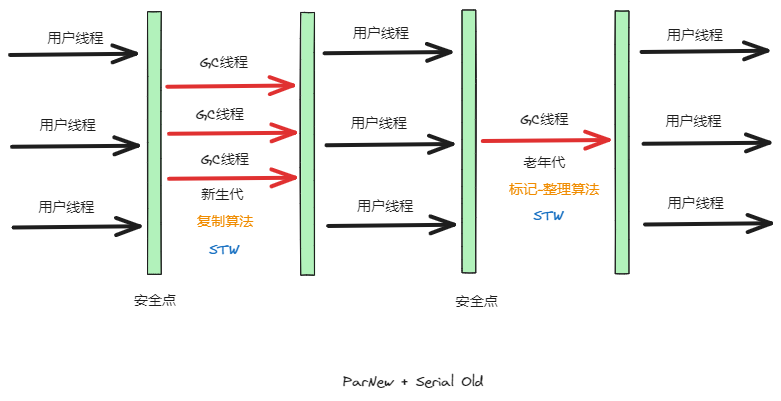 用户线程
GC线程
用户线程
GC线程
用户线程
用户线程
GC线程
用户线程
GC线程
用户线程
用户线程
GC线程
新生代
复制算法
STW
用户线程
老年代
标记-整理算法
STW
用户线程
安全点
安全点
ParNew + Serial Old